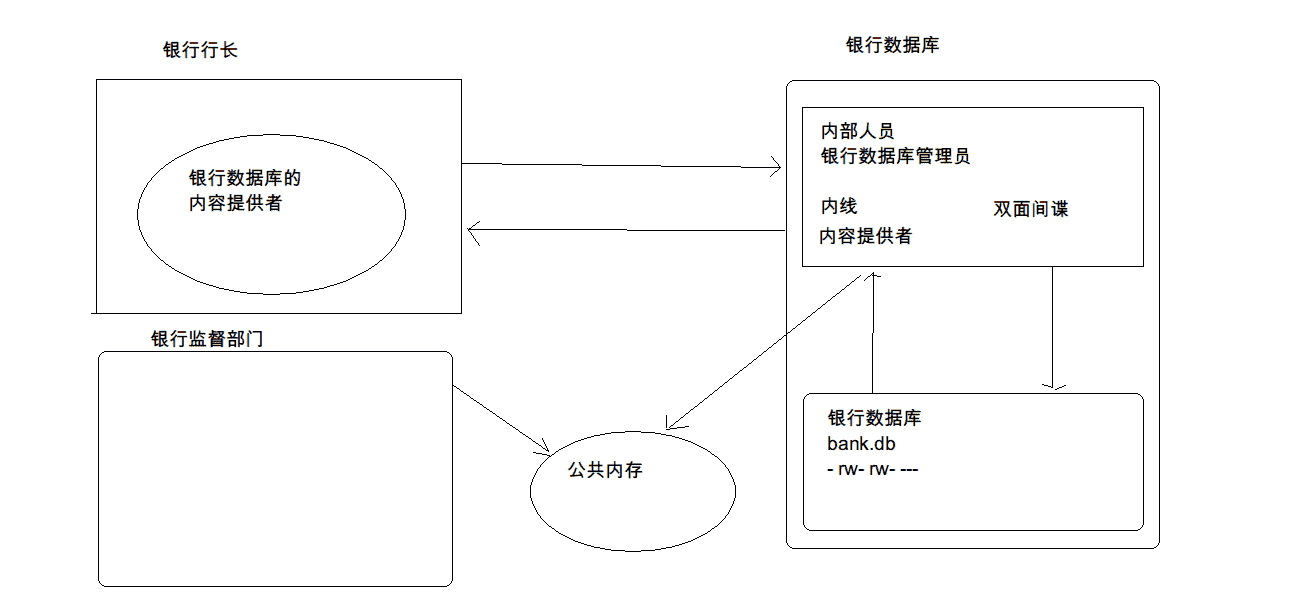 银行行长
银行数据库
银行数据库的
内容提供者
内部人员
银行数据库管理员
内线
双面间谍
内容提供者
银行监督部门
公共内存
银行数据库
bank.db
- rw- rw- ---